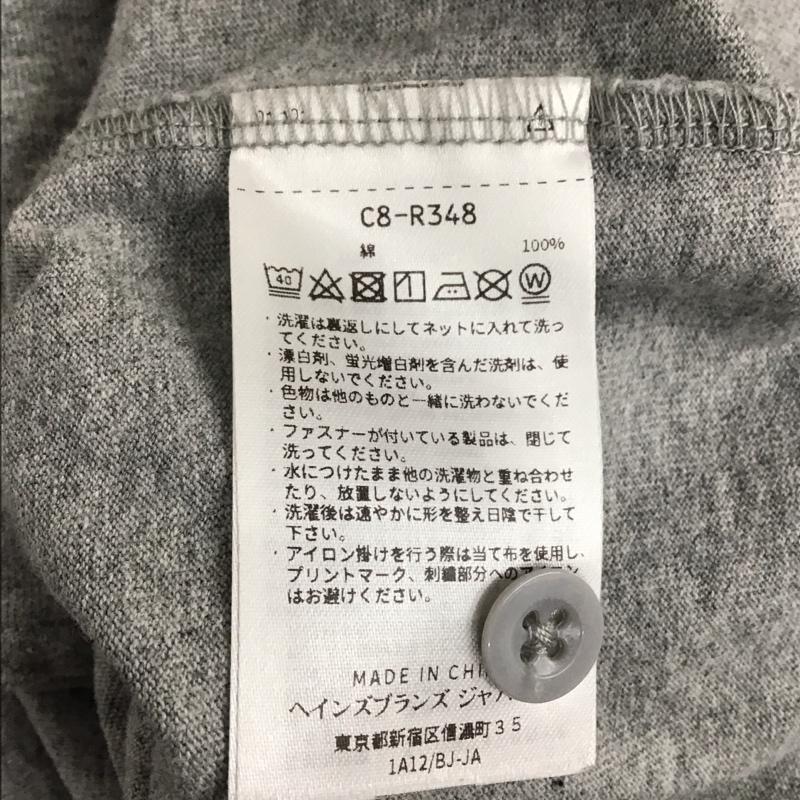 C8-R348
綿 100%
40
W
・洗濯は裏返しにしてネットに入れて洗っ
てください。
・漂白剤、蛍光増白剤を含んだ洗剤は、使
用しないでください。
・色物は他のものと一緒に洗わないでくだ
さい。
・ファスナーが付いている製品は、閉じて
洗ってください。
・水につけたまま他の洗濯物と重ね合わせ
たり、放置しないようにしてください。
・洗濯後は速やかに形を整え日陰で干して
下さい。
・アイロン掛けを行う際は当て布を使用し、
プリントマーク、刺繍部分への
はお避けください。
MADE IN
ヘインズブランズ
東京都新宿区信濃町35
1A12/BJ-JA